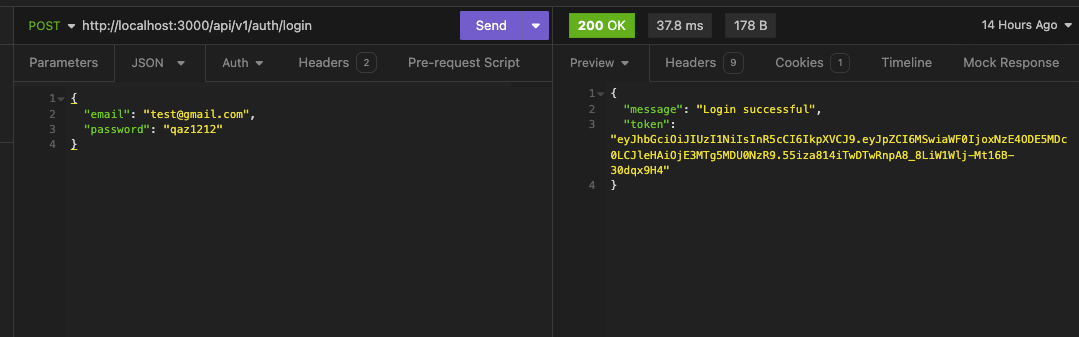 POST http://localhost:3000/api/v1/auth/login Send
200 OK 37.8 ms 178 B 14 Hours Ago
Parameters JSON Auth Headers 2 Pre-request Script
Preview Headers 9 Cookies 1 Timeline Mock Response
1 {
2 "email": "test@gmail.com",
3 "password": "qaz1212"
4 }
1 {
2 "message": "Login successful",
3 "token":
"eyJhbGciOiJIUzI1NiIsInR5cCI6IkpXVCJ9.eyJpZCI6MSwiaWF0IjoxNzE4ODE5MDc
0LCJleHAiOjE3MTg5MDU0NzR9.55iza814iTwDTwRnpA8_8LiW1Wlj-Mt16B-
30dqx9H4"
4 }